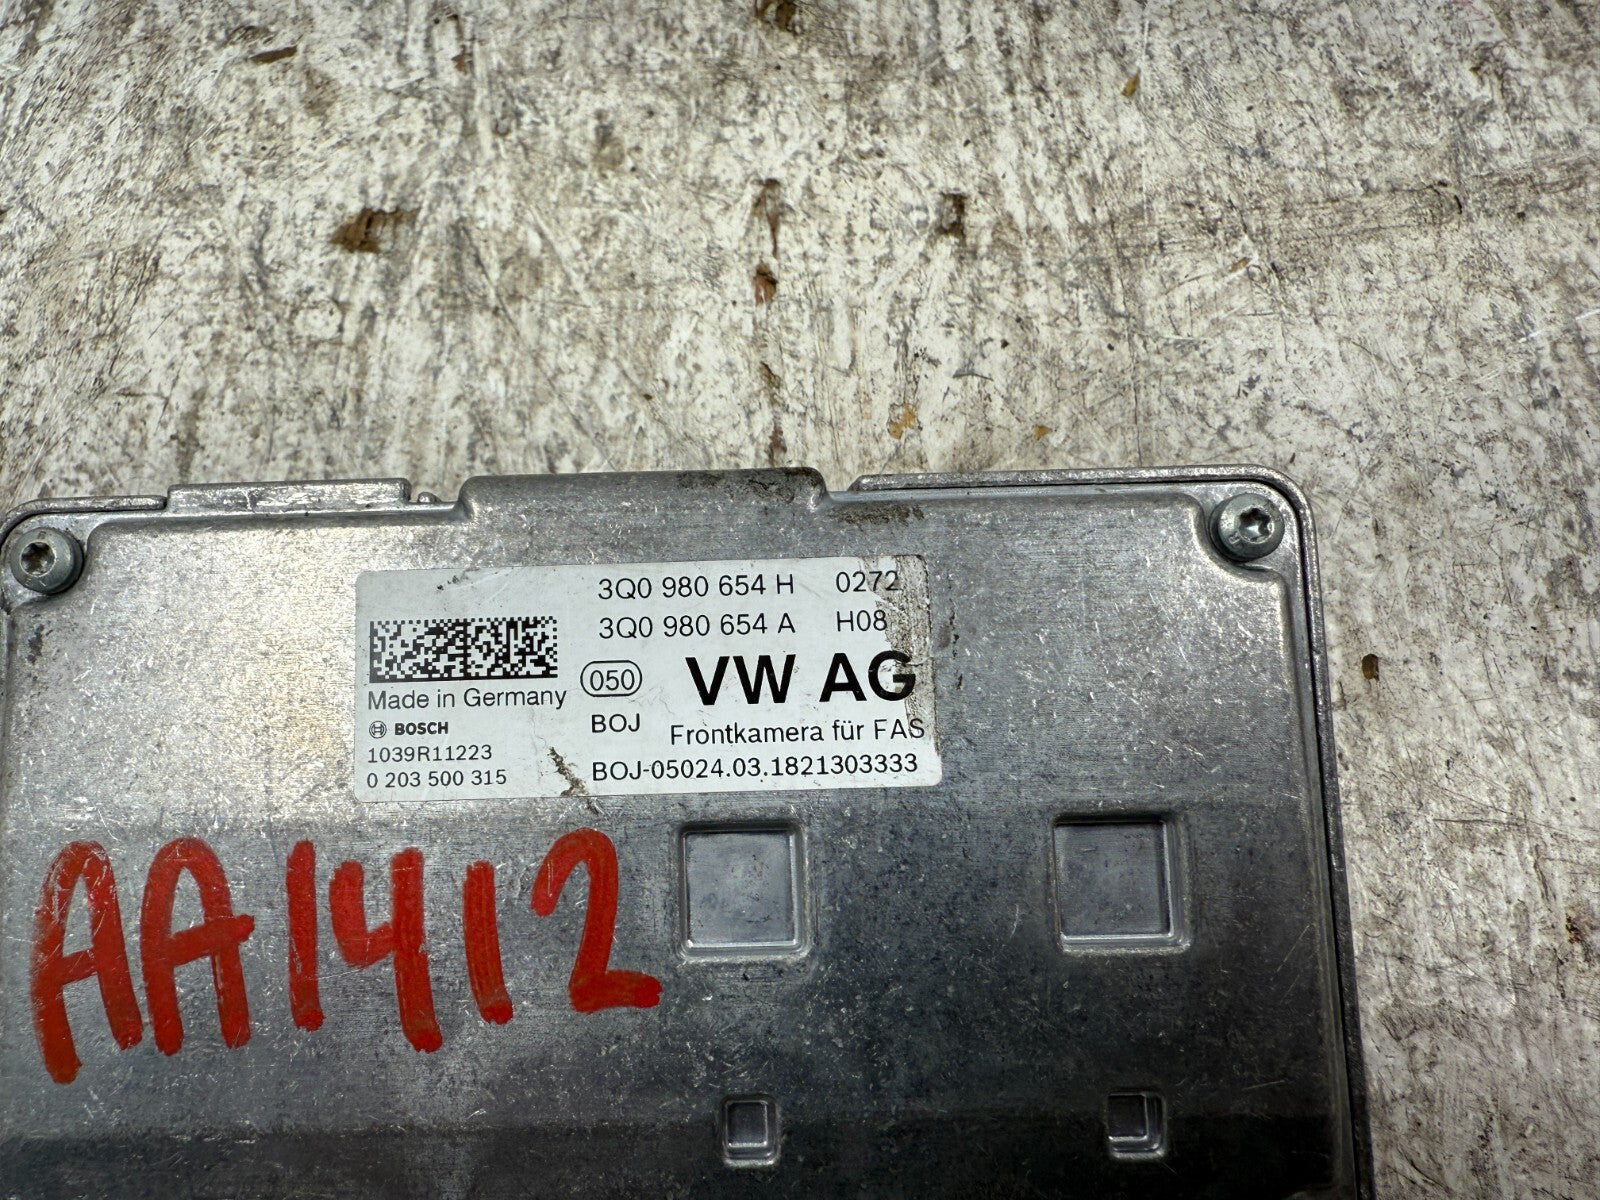 3Q0 980 654 H 0272
3Q0 980 654 A H08
Made in Germany
050
VW AG
BOSCH
BOJ
Frontkamera für FAS
1039R11223
0 203 500 315
BOJ-05024.03.1821303333
AA1412